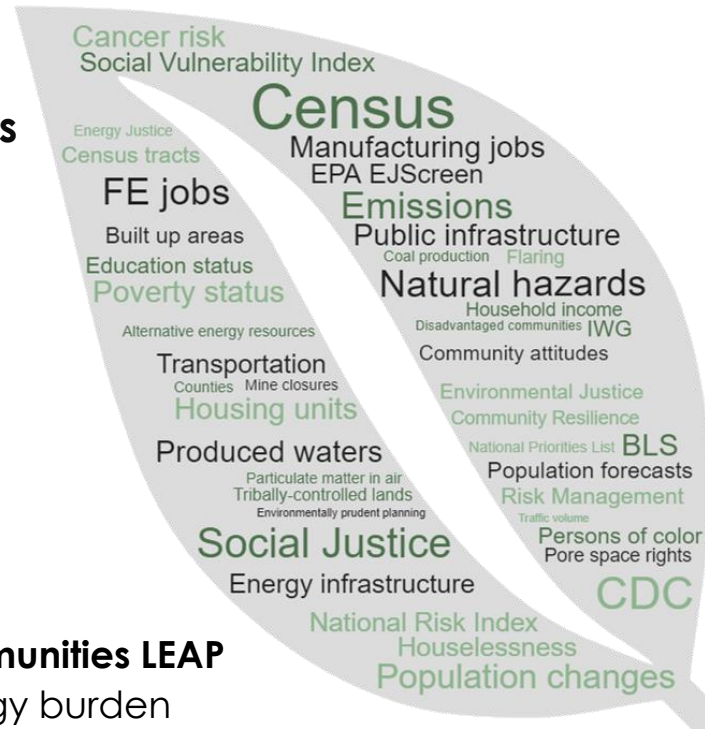 Cancer risk
Social Vulnerability Index
Census
s
Energy Justice
Manufacturing jobs
Census tracts
EPA EJScreen
FE jobs
Emissions
Built up areas
Public infrastructure
Coal production Flaring
Education status
Natural hazards
Poverty status
Household income
Disadvantaged communities IWG
Alternative energy resources
Community attitudes
Transportation
Counties Mine closures
Environmental Justice
Housing units
Community Resilience
Produced waters
National Priorities List BLS
Population forecasts
Particulate matter in air
Tribally-controlled lands
Risk Management
Environmentally prudent planning
Traffic volume
Social Justice
Persons of color
Pore space rights
Energy infrastructure
CDC
National Risk Index
Houselessness
munities LEAP
Population changes
gy burden